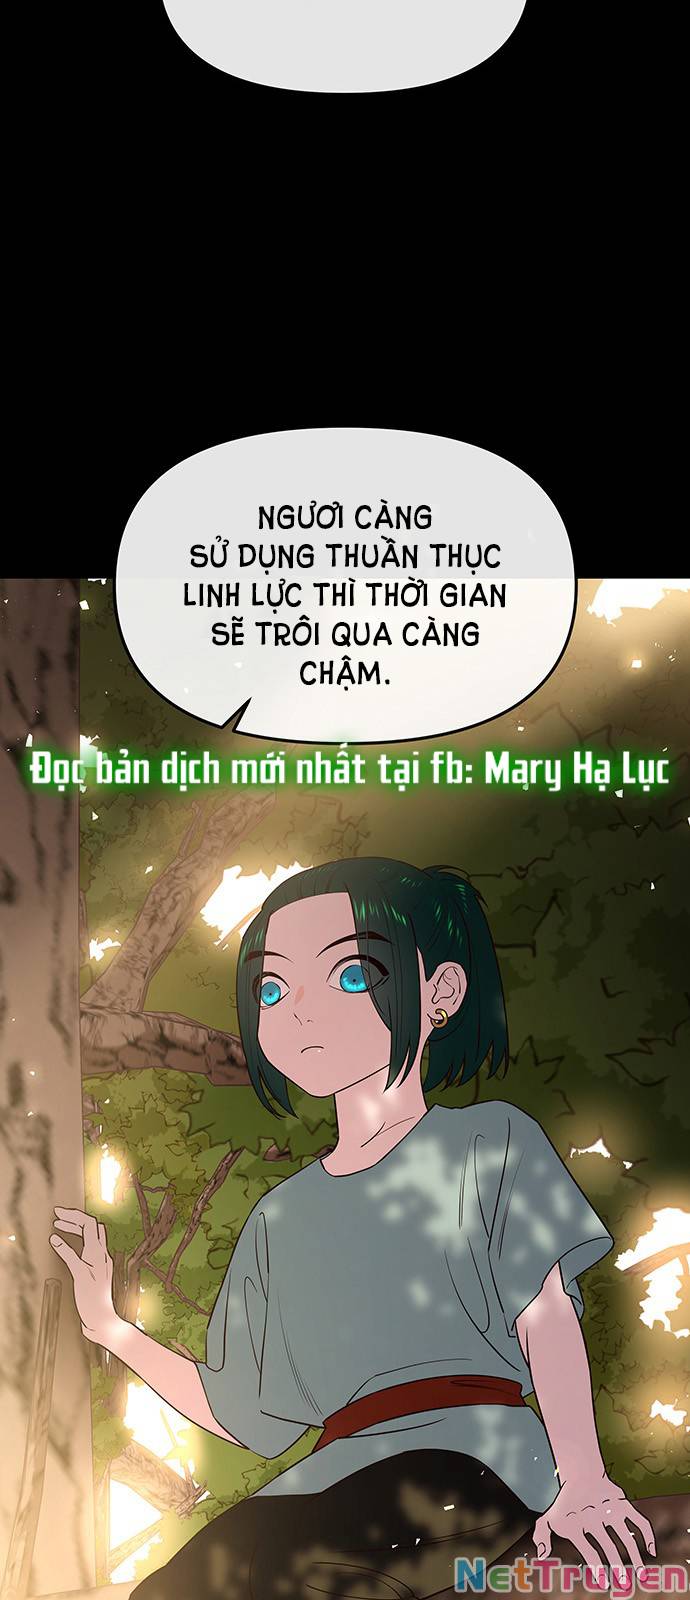 NGƯƠI CÀNG
SỬ DỤNG THUẦN THỤC
LINH LỰC THÌ THỜI GIAN
SẼ TRÔI QUA CÀNG
CHẬM.
Đọc bản dịch mới nhất tại fb: Mary Hạ Lục
NetTruyen